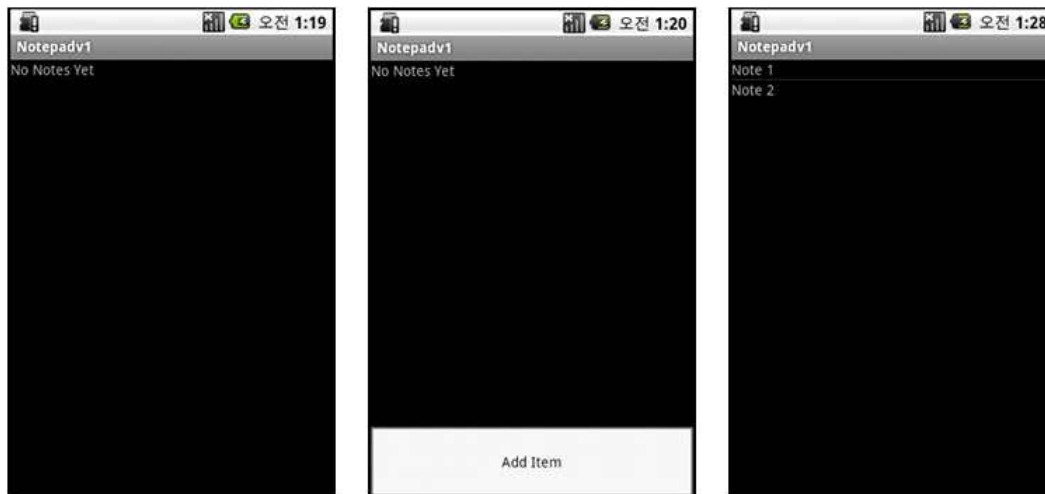 오전 1:19
Notepadv1
No Notes Yet
오전 1:20
Notepadv1
No Notes Yet
Add Item
오전 1:28
Notepadv1
Note 1
Note 2